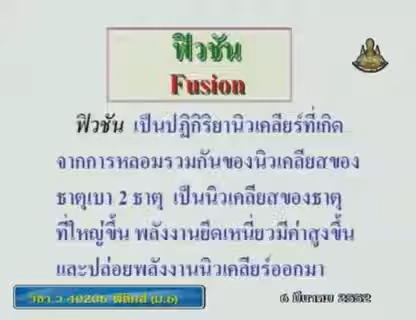 ฟิวชัน
Fusion
ฟิวชัน เป็นปฏิกิริยานิวเคลียร์ที่เกิด
จากการหลอมรวมกันของนิวเคลียสของ
ธาตุเบา 2 ธาตุ เป็นนิวเคลียสของธาตุ
ที่ใหญ่ขึ้น พลังงานยึดเหนี่ยวมีค่าสูงขึ้น
และปล่อยพลังงานนิวเคลียร์ออกมา
วิชา ว 40205 ฟิสิกส์ (ม.6)
6 มีนาคม 2552